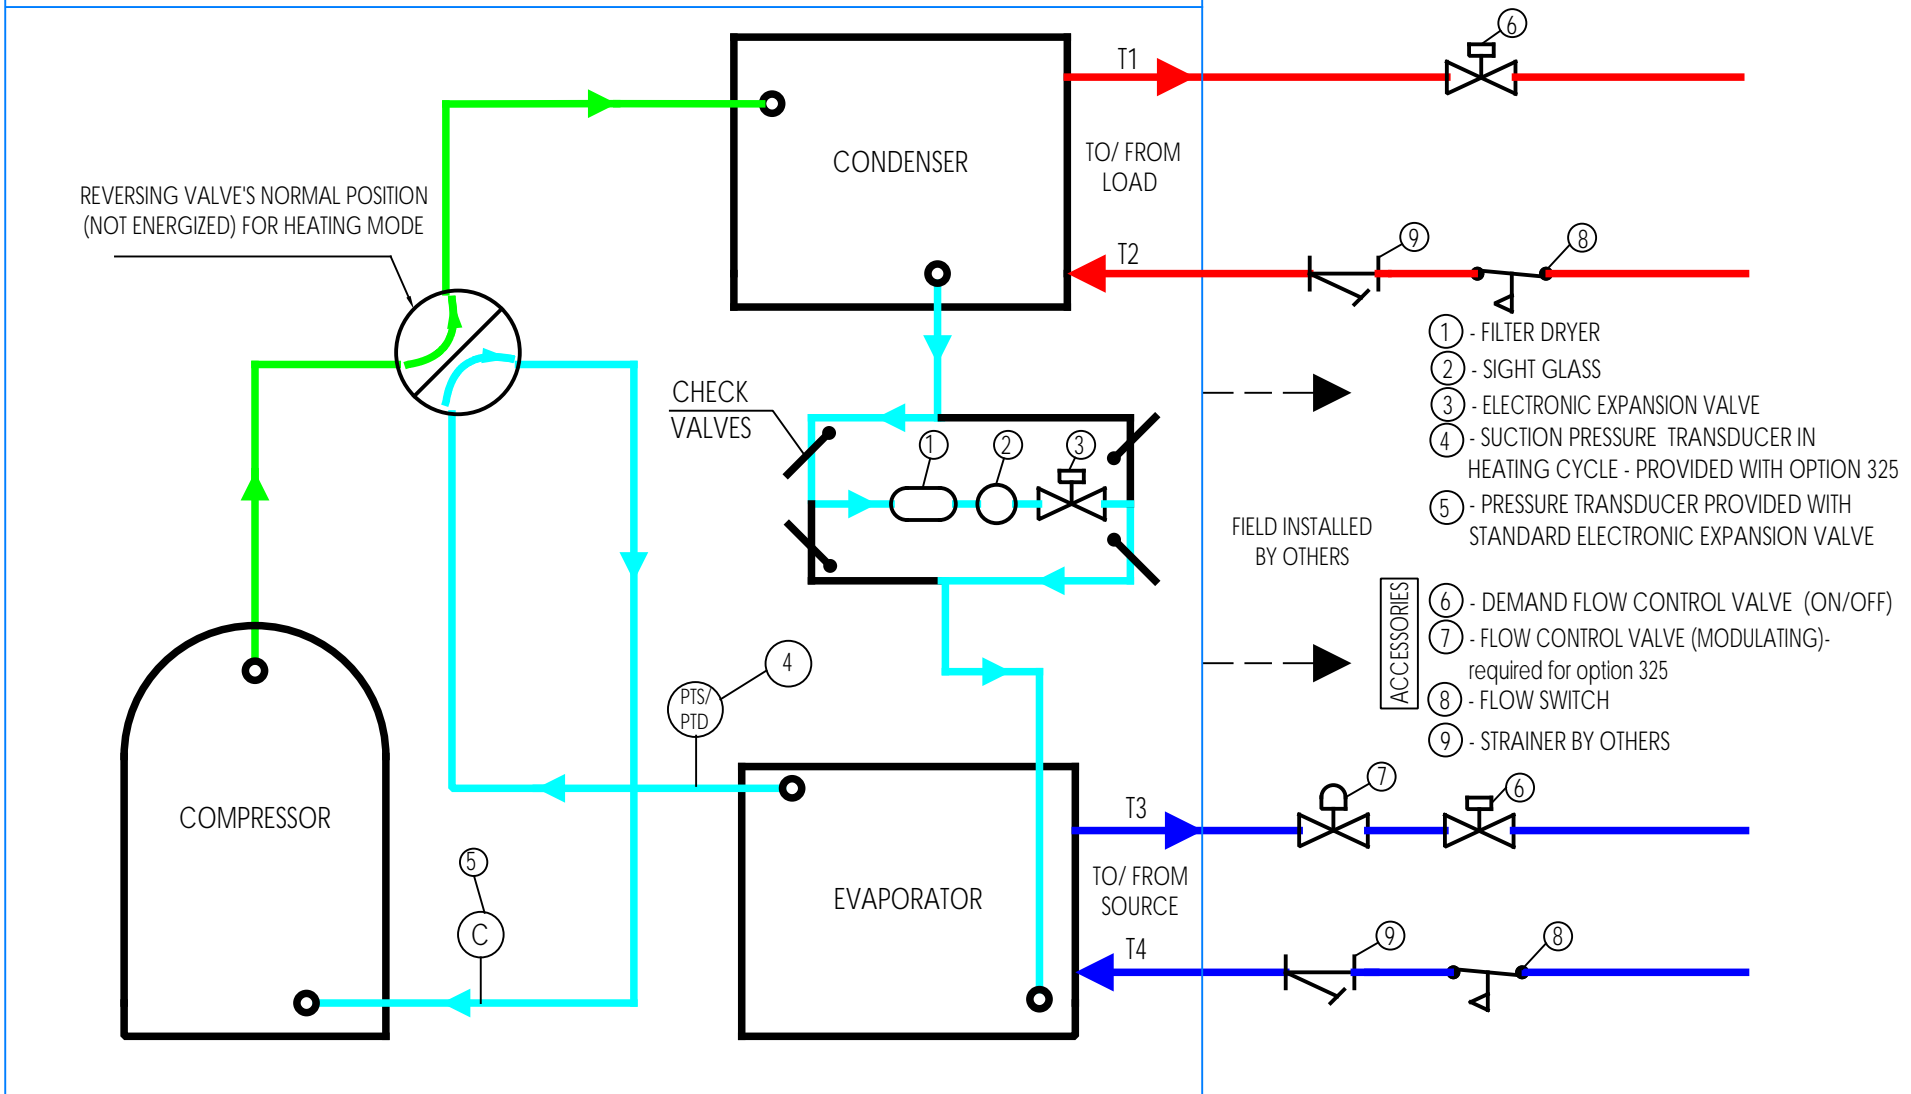 6
T1
CONDENSER
TO/ FROM
LOAD
REVERSING VALVE'S NORMAL POSITION
(NOT ENERGIZED) FOR HEATING MODE
T2
9
8
1 - FILTER DRYER
2 - SIGHT GLASS
3 - ELECTRONIC EXPANSION VALVE
4 - SUCTION PRESSURE TRANSDUCER IN
HEATING CYCLE - PROVIDED WITH OPTION 325
5 - PRESSURE TRANSDUCER PROVIDED WITH
STANDARD ELECTRONIC EXPANSION VALVE
CHECK
VALVES
1
2
3
FIELD INSTALLED
BY OTHERS
ACCESSORIES
6 - DEMAND FLOW CONTROL VALVE (ON/OFF)
7 - FLOW CONTROL VALVE (MODULATING)-
required for option 325
8 - FLOW SWITCH
9 - STRAINER BY OTHERS
4
PTS/
PTD
COMPRESSOR
5
C
EVAPORATOR
T3
7
6
TO/ FROM
SOURCE
T4
9
8